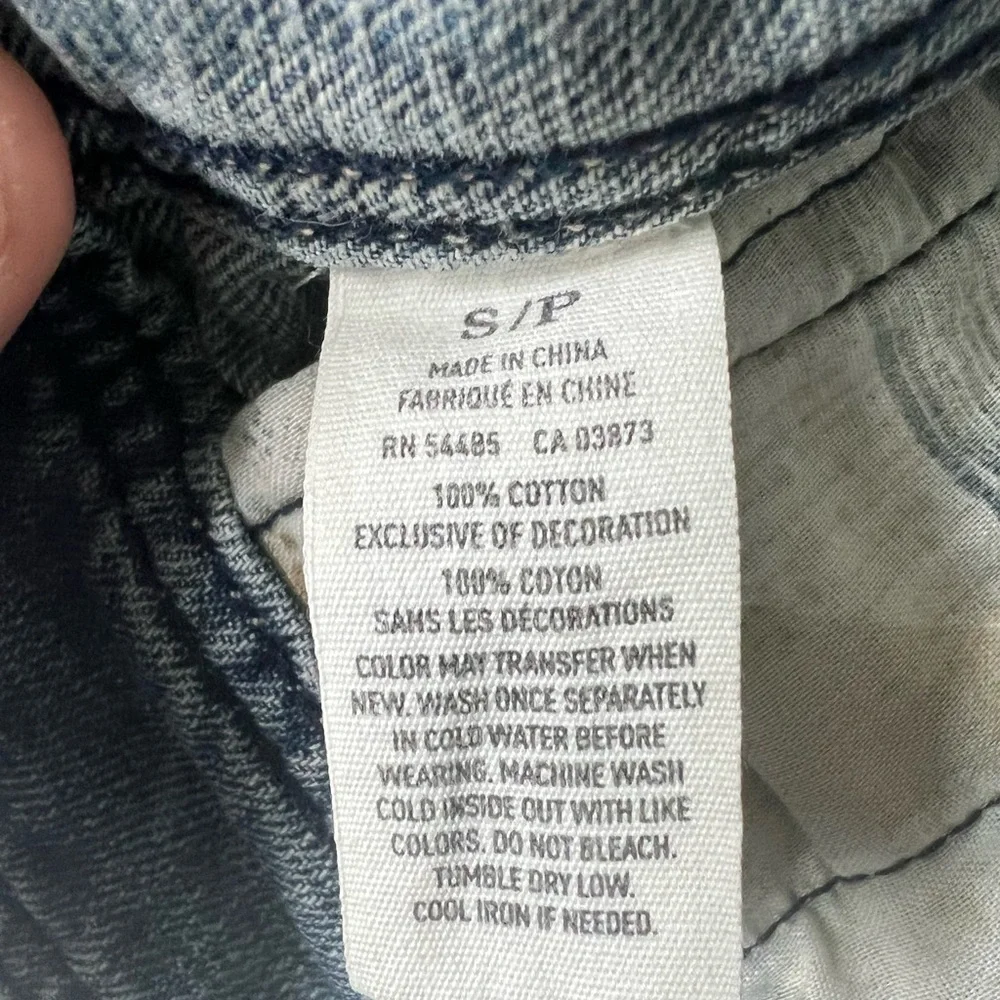 S/P
MADE IN CHINA
FABRIQUÉ EN CHINE
RN 54485 CA 03873
100% COTTON
EXCLUSIVE OF DECORATION
100% COTON
SANS LES DÉCORATIONS
COLOR MAY TRANSFER WHEN
NEW. WASH ONCE SEPARATELY
IN COLD WATER BEFORE
WEARING. MACHINE WASH
COLD INSIDE OUT WITH LIKE
COLORS. DO NOT BLEACH.
TUMBLE DRY LOW.
COOL IRON IF NEEDED.